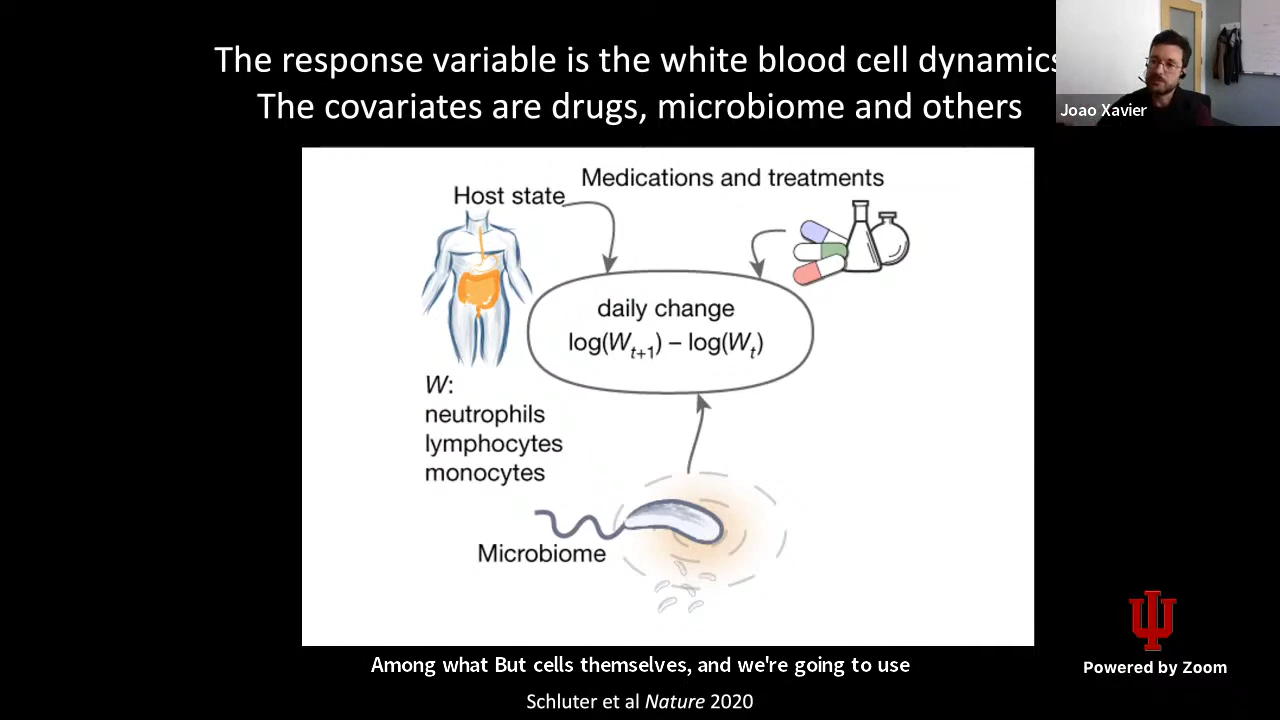 The response variable is the white blood cell dynamics
The covariates are drugs, microbiome and others
Joao Xavier
Medications and treatments
Host state
daily change
log(Wt+1) – log(Wt)
W:
neutrophils
lymphocytes
monocytes
Microbiome
Among what But cells themselves, and we're going to use
Powered by Zoom
Schluter et al Nature 2020